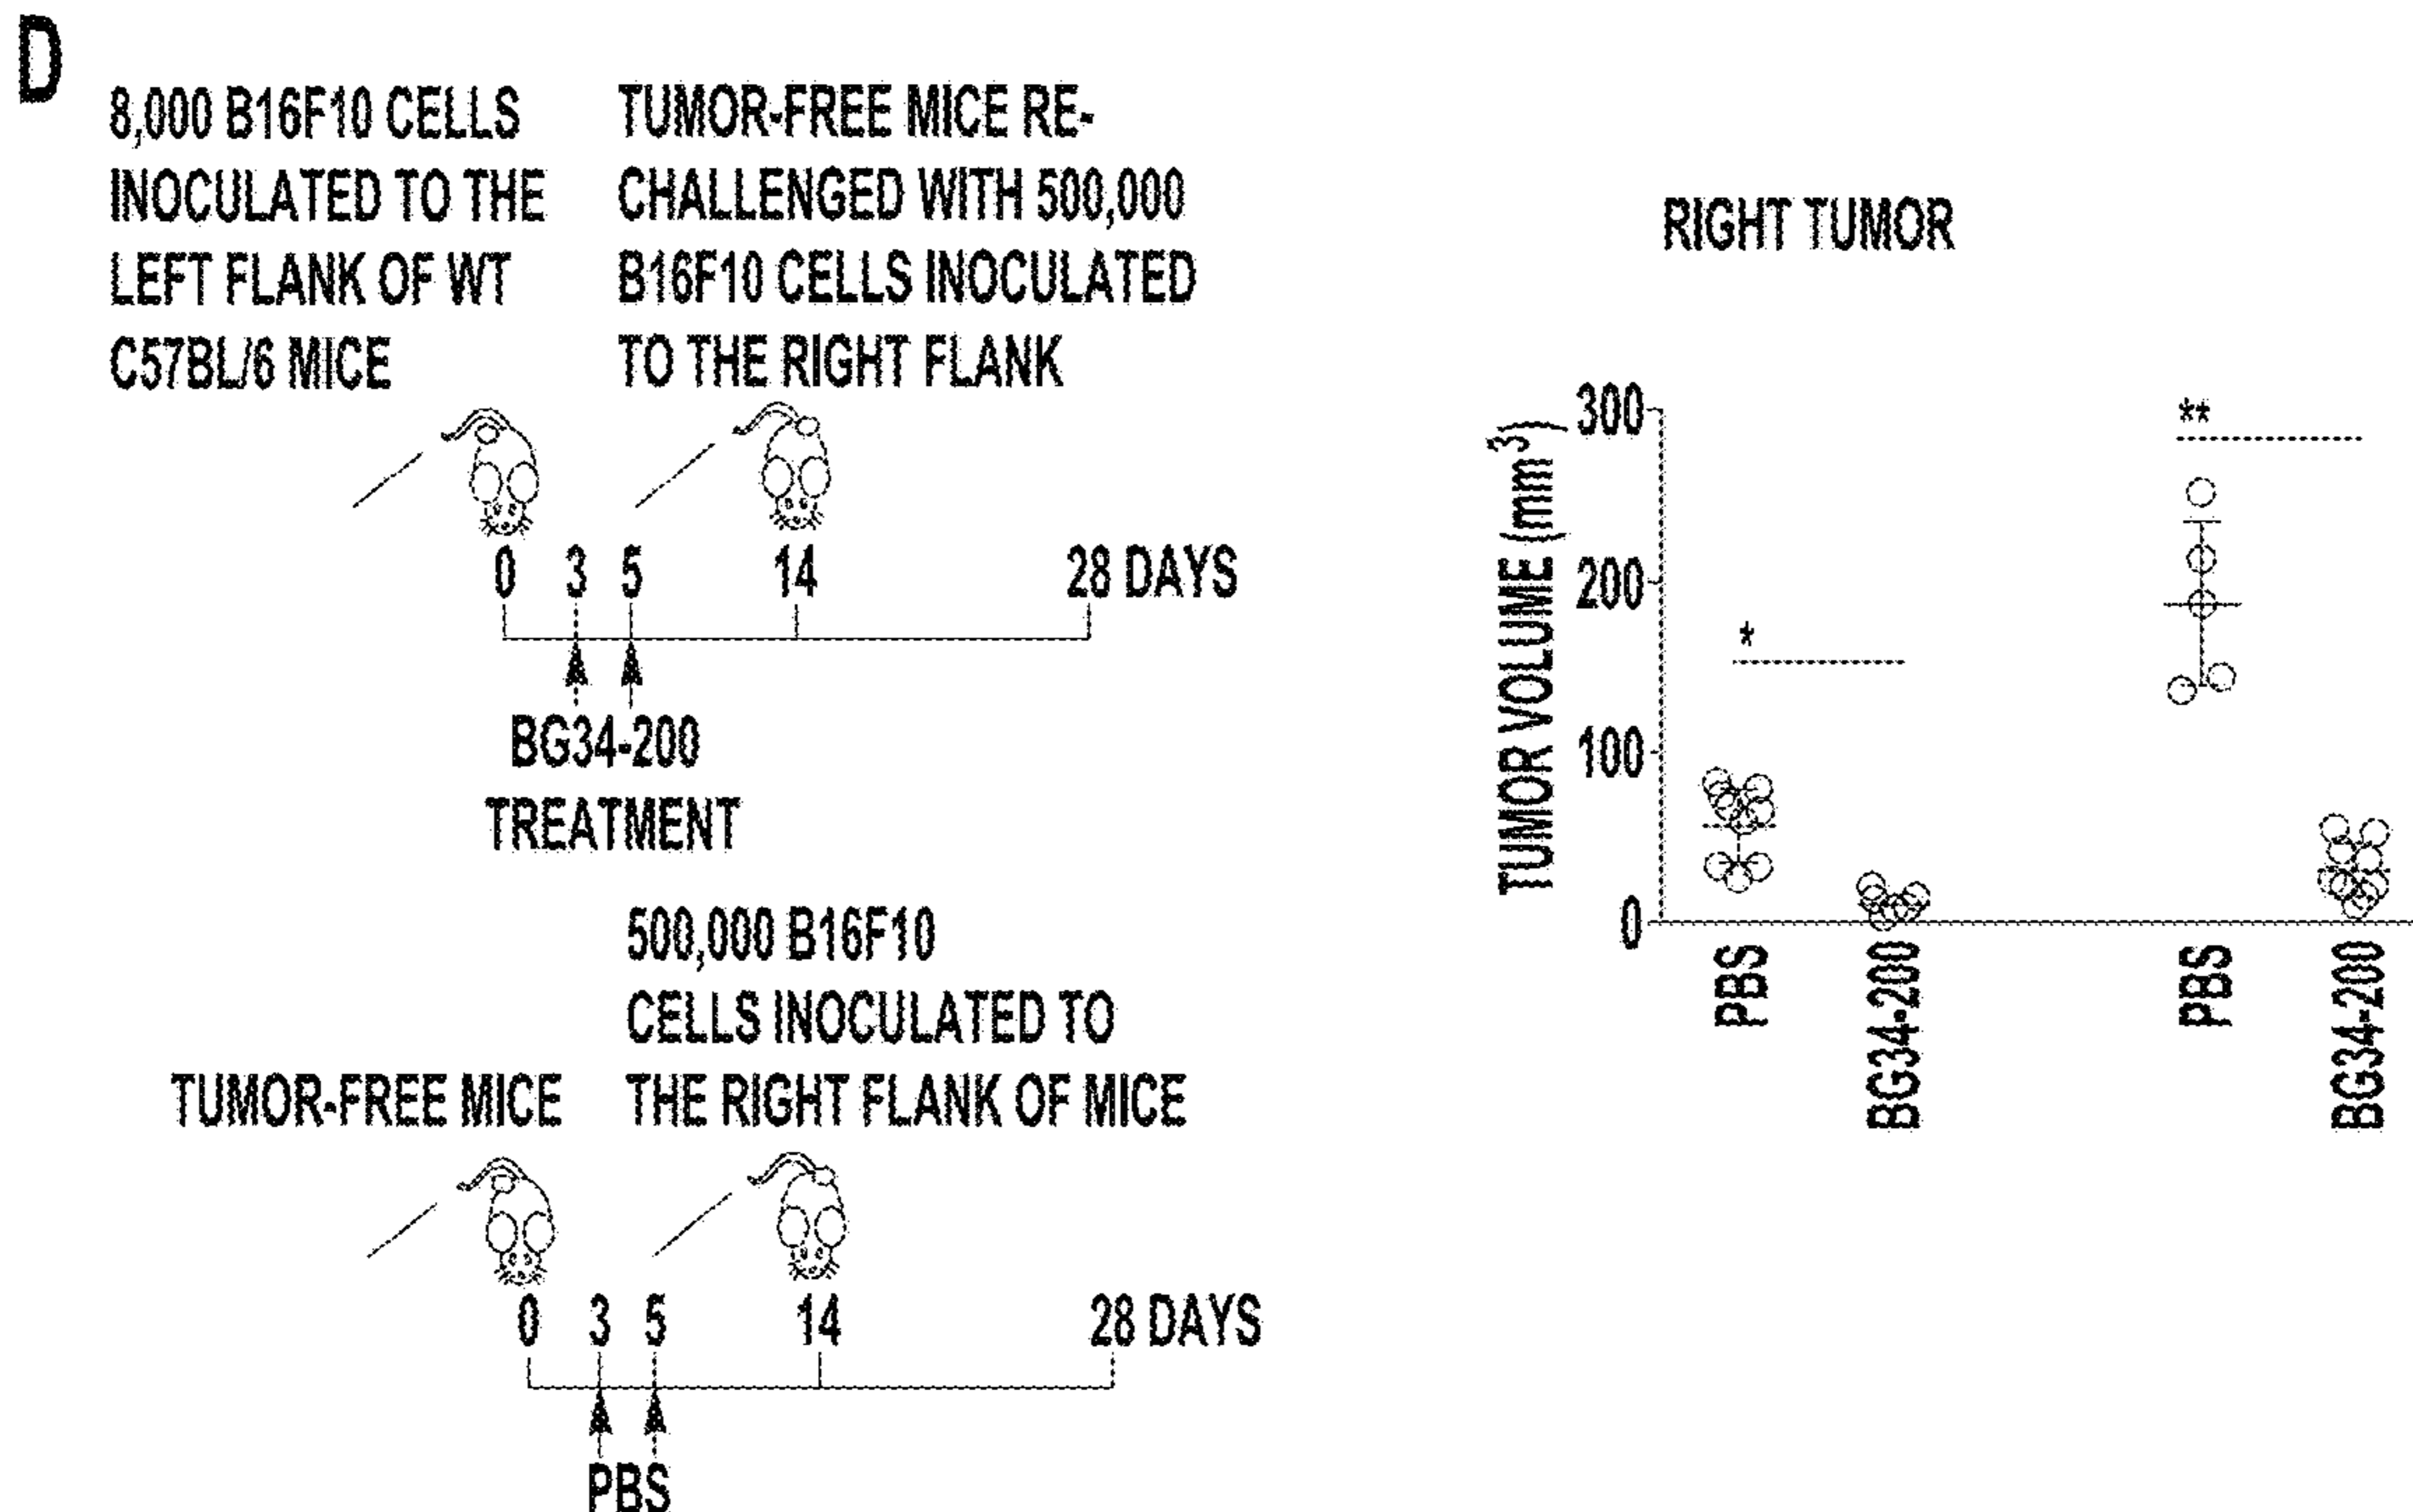 D
8,000 B16F10 CELLS
INOCULATED TO THE
LEFT FLANK OF WT
C57BL/6 MICE
TUMOR-FREE MICE RE-
CHALLENGED WITH 500,000
B16F10 CELLS INOCULATED
TO THE RIGHT FLANK
0 3 5 14 28 DAYS
BG34-200
TREATMENT
500,000 B16F10
CELLS INOCULATED TO
THE RIGHT FLANK OF MICE
TUMOR-FREE MICE
0 3 5 14 28 DAYS
PBS
RIGHT TUMOR
TUMOR VOLUME (mm³)
300
200
100
0
*
**
PBS
BG34-200
PBS
BG34-200